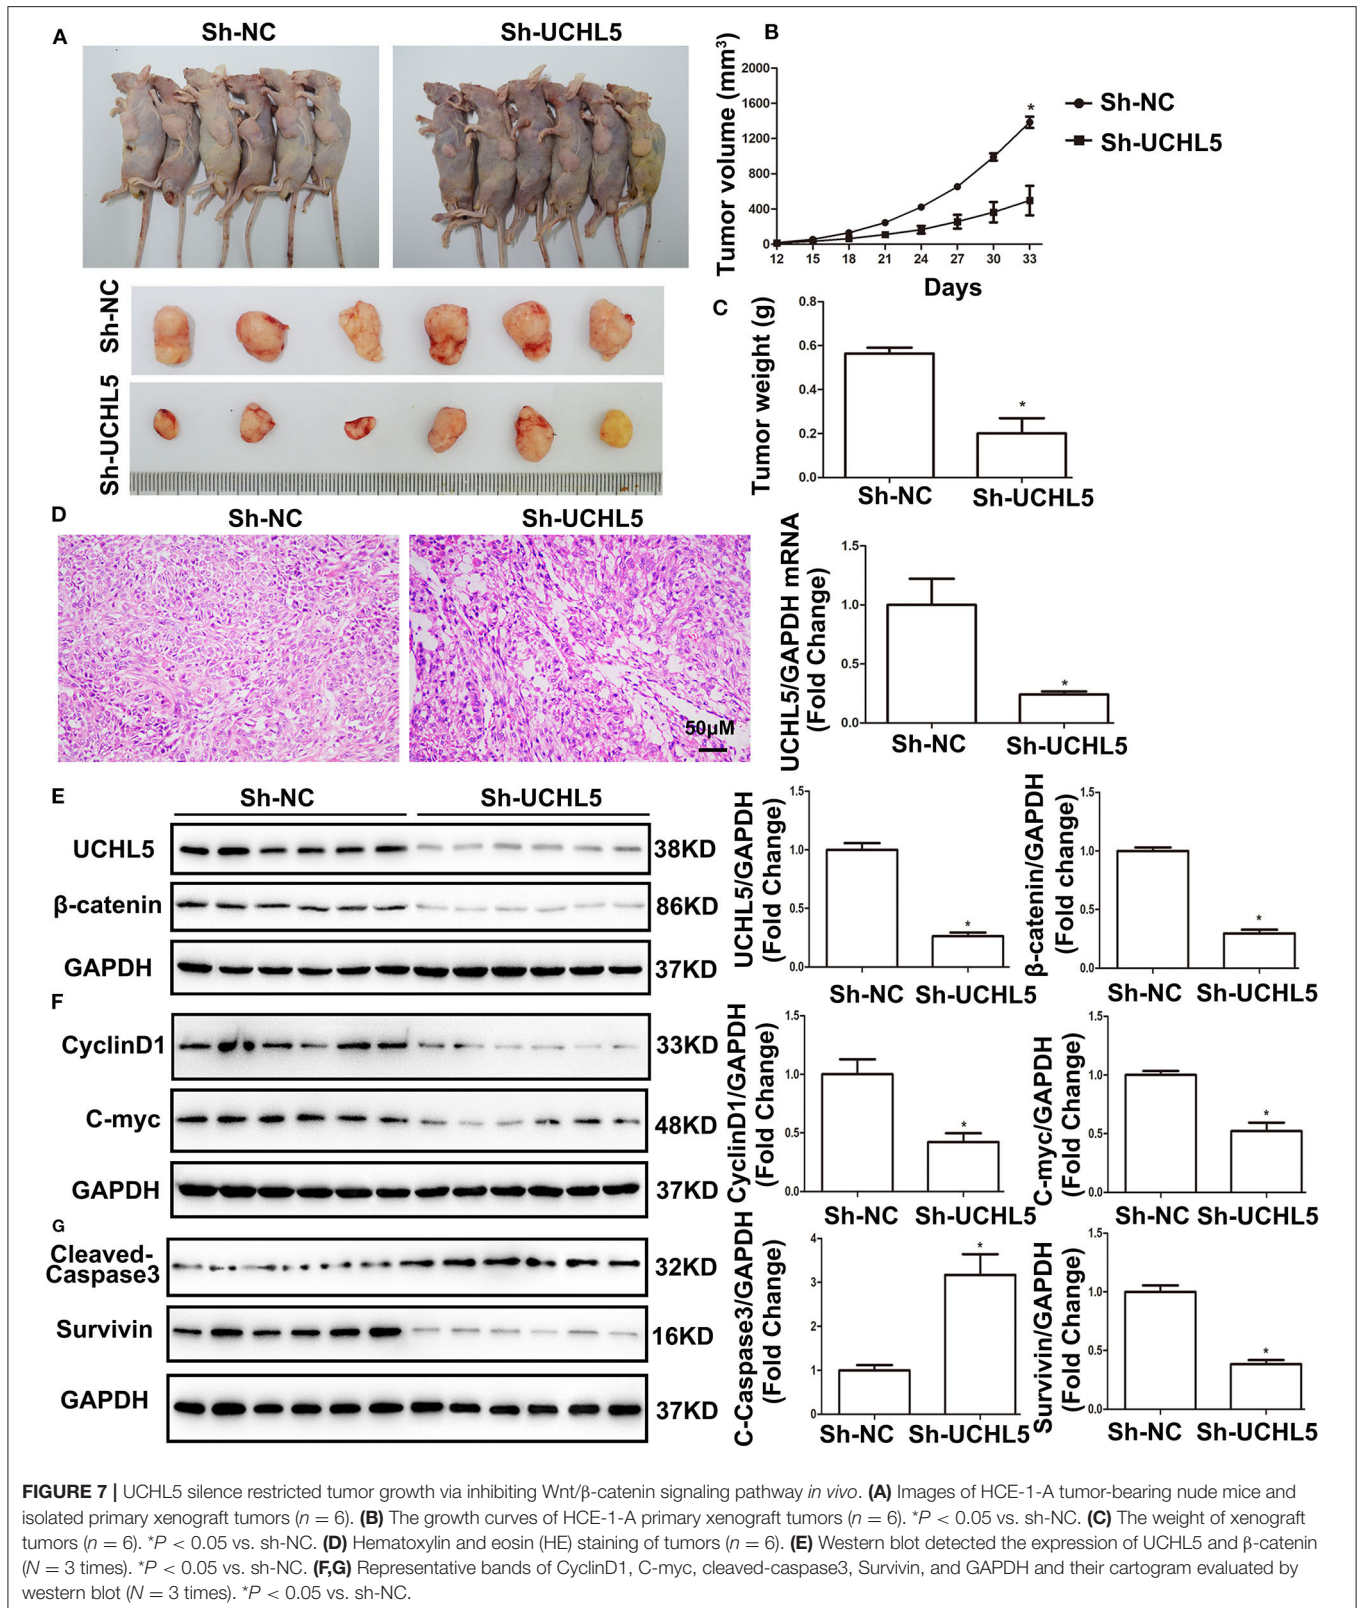 A
Sh-NC
Sh-UCHL5
Sh-NC
Sh-UCHL5
B
Tumor volume (mm³)
2000
1600
1200
800
400
0
12 15 18 21 24 27 30 33
Days
*
Sh-NC
Sh-UCHL5
C
Tumor weight (g)
0.8
0.6
0.4
0.2
0.0
*
Sh-NC Sh-UCHL5
D
Sh-NC
Sh-UCHL5
50μM
UCHL5/GAPDH mRNA
(Fold Change)
1.5
1.0
0.5
0.0
*
Sh-NC Sh-UCHL5
E
Sh-NC
Sh-UCHL5
UCHL5 38KD
β-catenin 86KD
GAPDH 37KD
UCHL5/GAPDH
(Fold Change)
1.5
1.0
0.5
0.0
*
Sh-NC Sh-UCHL5
β-catenin/GAPDH
(Fold change)
1.5
1.0
0.5
0.0
*
Sh-NC Sh-UCHL5
F
CyclinD1 33KD
C-myc 48KD
GAPDH 37KD
CyclinD1/GAPDH
(Fold Change)
1.5
1.0
0.5
0.0
*
Sh-NC Sh-UCHL5
C-myc/GAPDH
(Fold Change)
1.5
1.0
0.5
0.0
*
Sh-NC Sh-UCHL5
G
Cleaved-
Caspase3 32KD
Survivin 16KD
GAPDH 37KD
C-Caspase3/GAPDH
(Fold Change)
4
3
2
1
0
*
Sh-NC Sh-UCHL5
Survivin/GAPDH
(Fold Change)
1.5
1.0
0.5
0.0
*
Sh-NC Sh-UCHL5
FIGURE 7 | UCHL5 silence restricted tumor growth via inhibiting Wnt/β-catenin signaling pathway in vivo. (A) Images of HCE-1-A tumor-bearing nude mice and
isolated primary xenograft tumors (n = 6). (B) The growth curves of HCE-1-A primary xenograft tumors (n = 6). *P < 0.05 vs. sh-NC. (C) The weight of xenograft
tumors (n = 6). *P < 0.05 vs. sh-NC. (D) Hematoxylin and eosin (HE) staining of tumors (n = 6). (E) Western blot detected the expression of UCHL5 and β-catenin
(N = 3 times). *P < 0.05 vs. sh-NC. (F,G) Representative bands of CyclinD1, C-myc, cleaved-caspase3, Survivin, and GAPDH and their cartogram evaluated by
western blot (N = 3 times). *P < 0.05 vs. sh-NC.